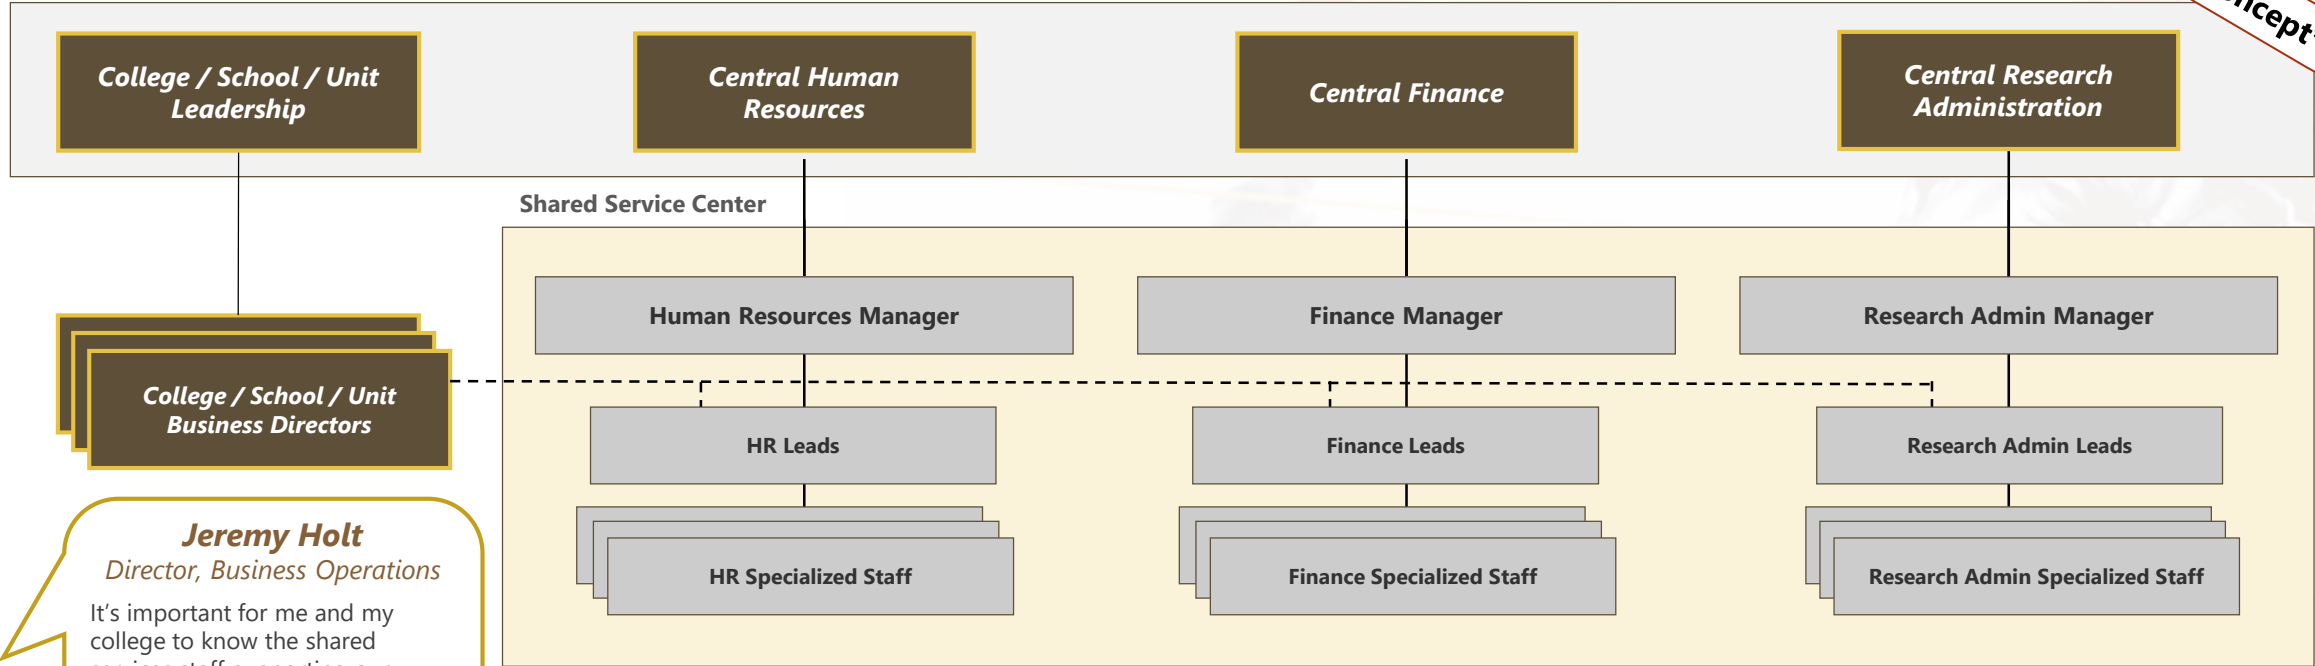 College / School / Unit
Leadership
Central Human
Resources
Central Finance
Central Research
Administration
Shared Service Center
Human Resources Manager
Finance Manager
Research Admin Manager
College / School / Unit
Business Directors
HR Leads
Finance Leads
Research Admin Leads
HR Specialized Staff
Finance Specialized Staff
Research Admin Specialized Staff
Jeremy Holt
Director, Business Operations
It’s important for me and my
college to know the shared